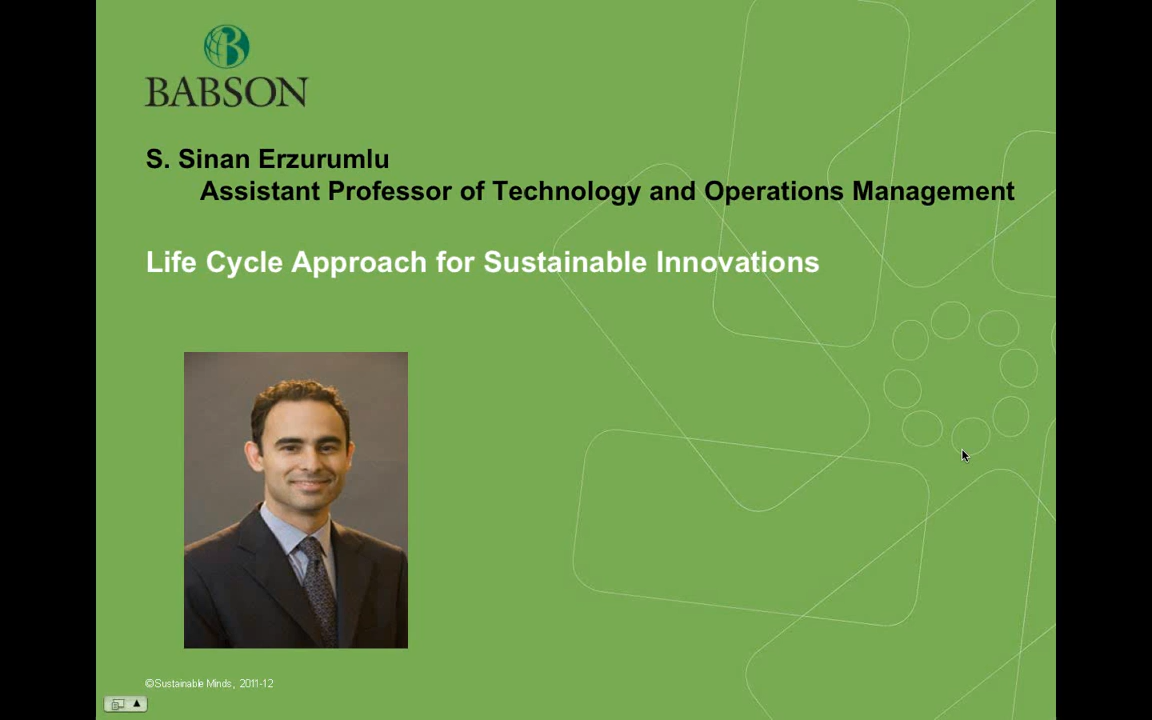 BABSON
S. Sinan Erzurumlu
Assistant Professor of Technology and Operations Management
Life Cycle Approach for Sustainable Innovations
©Sustainable Minds, 2011-12